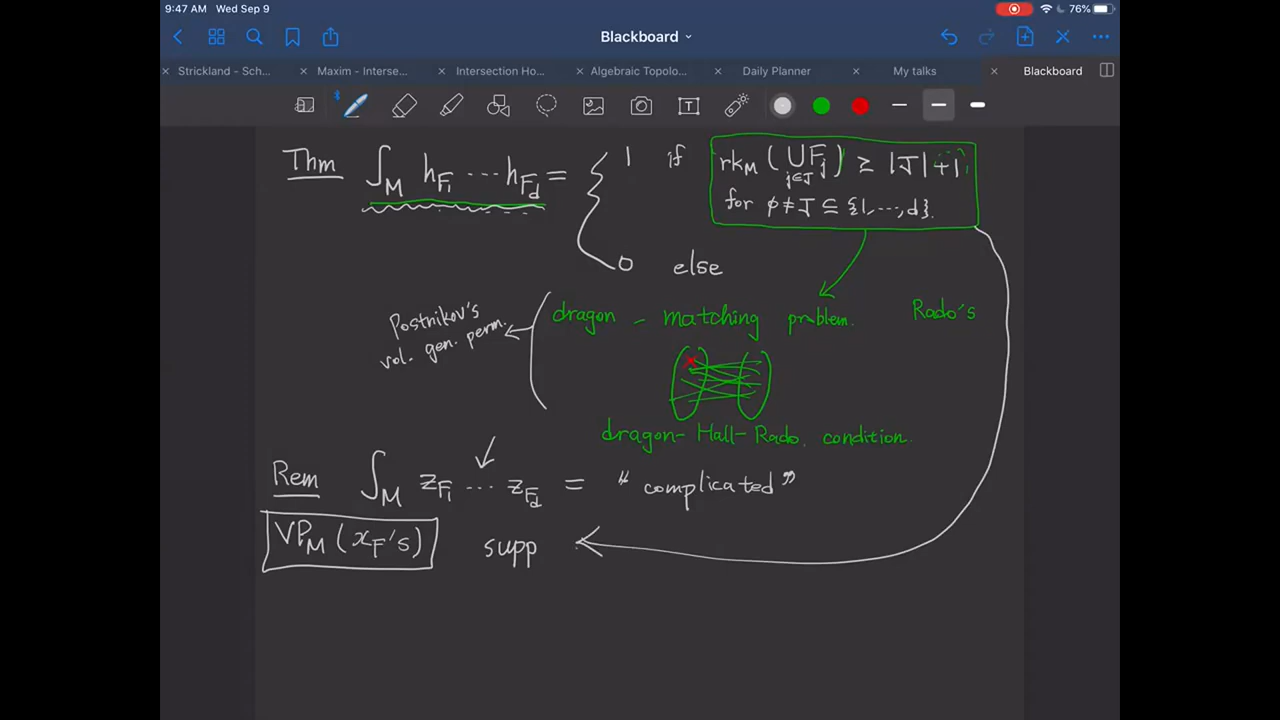 9:47 AM Wed Sep 9
76%
Blackboard
Strickland - Sch...
Maxim - Interse...
Intersection Ho...
Algebraic Topolo...
Daily Planner
My talks
Blackboard
Thm ∫_M h_{F_1} ⋯ h_{F_d} = { 1 if rk_M ( ∪_{j∈J} F_j ) ≥ |J| + 1
for ∅ ≠ J ⊆ {1, ⋯, d}.
0 else
dragon - matching problem. Rado's
Postnikov's
vol. gen. perm.
dragon - Hall - Rado. condition.
Rem ∫_M z_{F_1} ⋯ z_{F_d} = "complicated"
VP_M (x_F's) supp